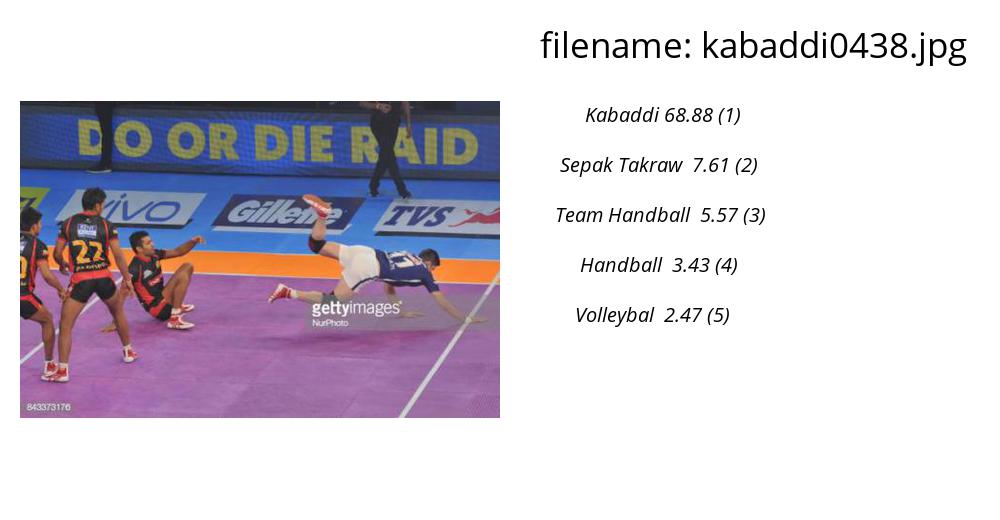 filename: kabaddi0438.jpg
Kabaddi 68.88 (1)
Sepak Takraw 7.61 (2)
Team Handball 5.57 (3)
Handball 3.43 (4)
Volleybal 2.47 (5)
DO OR DIE RAID
vivo
Gillette
TVS
22
gettyimages®
NurPhoto
843373176